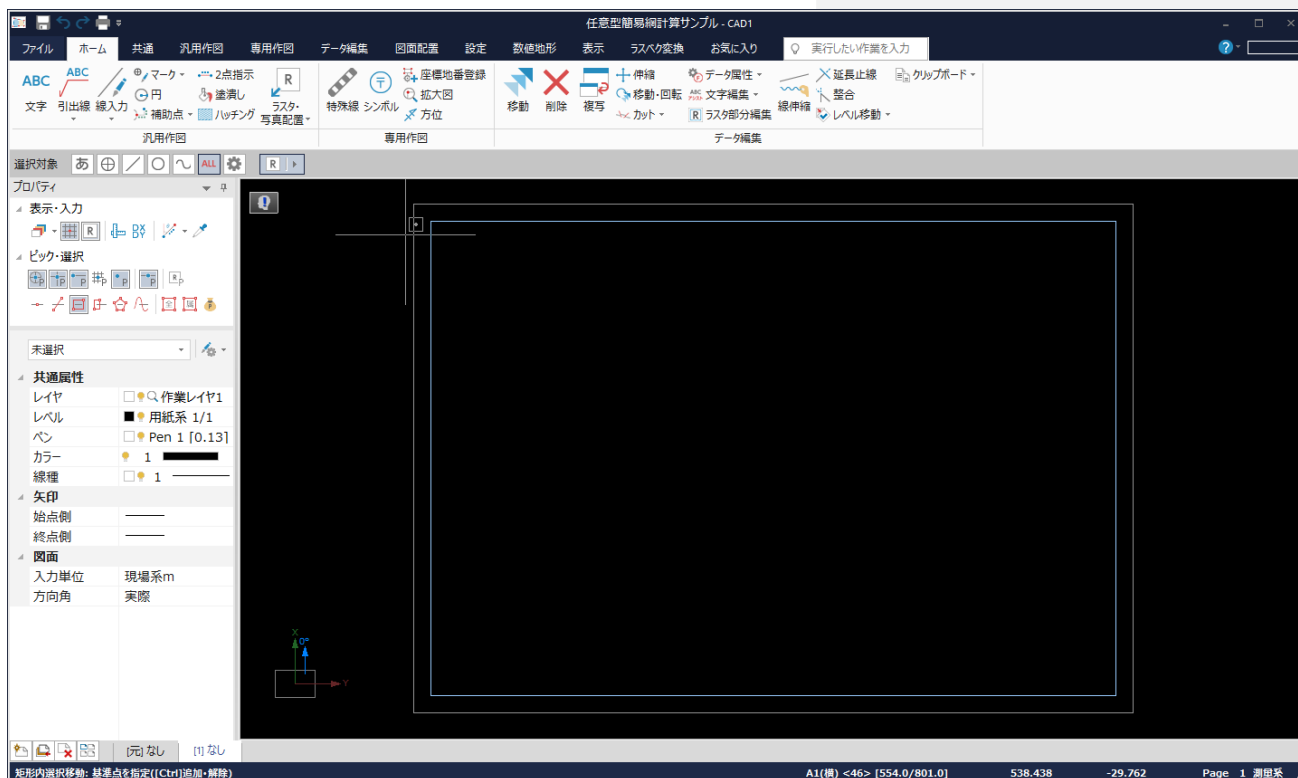 任意型簡易網計算サンプル - CAD1
ファイル ホーム 共通 汎用作図 専用作図 データ編集 図面配置 設定 数値地形 表示 ラスベク変換 お気に入り 実行したい作業を入力
ABC ABC マーク 2点指示 R 座標地番登録 伸縮 データ属性 延長止線 クリップボード
円 塗潰し 拡大図 移動・回転 文字編集 整合
文字 引出線 線入力 補助点 ハッチング ラスタ・写真配置 特殊線 シンボル 方位 移動 削除 複写 カット R ラスタ部分編集 線伸縮 レベル移動
汎用作図 専用作図 データ編集
選択対象 あ ALL R
プロパティ
表示・入力
R
ピック・選択
未選択
共通属性
レイヤ 作業レイヤ1
レベル 用紙系 1/1
ペン Pen 1 [0.13]
カラー 1
線種 1
矢印
始点側
終点側
図面
入力単位 現場系m
方向角 実際
X
0°
Y
[元] なし [1] なし
矩形内選択移動: 基準点を指定([Ctrl]追加・解除) A1(横) <46> [554.0/801.0] 538.438 -29.762 Page 1 測量系